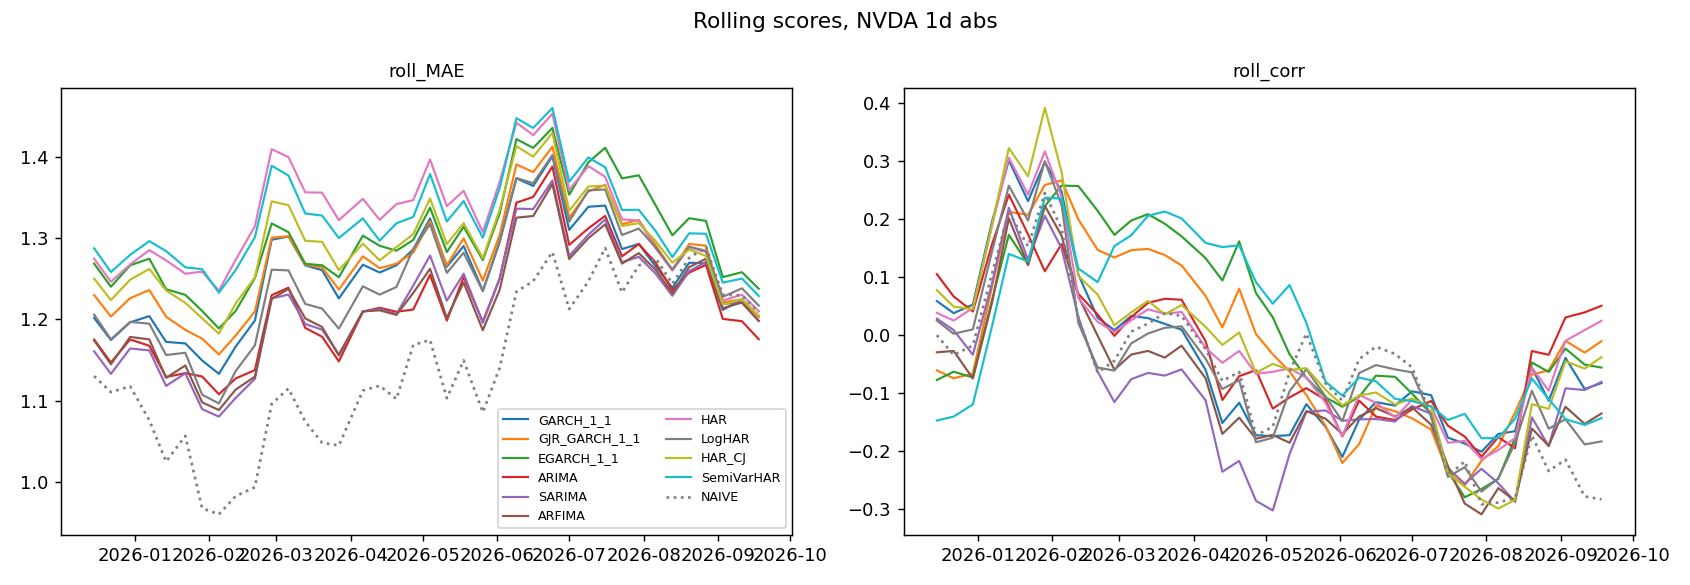 Rolling scores, NVDA 1d abs
roll_MAE
1.4
1.3
1.2
1.1
1.0
2026-01 2026-02 2026-03 2026-04 2026-05 2026-06 2026-07 2026-08 2026-09 2026-10
GARCH_1_1
GJR_GARCH_1_1
EGARCH_1_1
ARIMA
SARIMA
ARFIMA
HAR
LogHAR
HAR_CJ
SemiVarHAR
NAIVE
roll_corr
0.4
0.3
0.2
0.1
0.0
−0.1
−0.2
−0.3
2026-01 2026-02 2026-03 2026-04 2026-05 2026-06 2026-07 2026-08 2026-09 2026-10